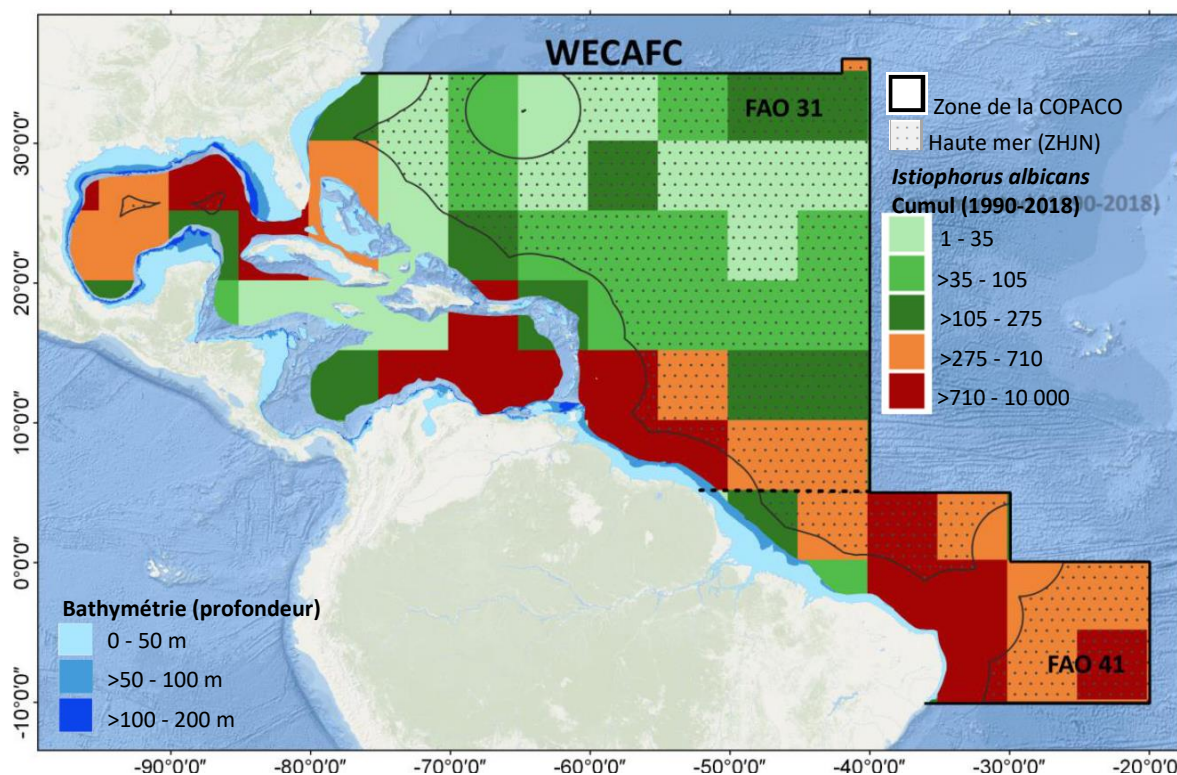 WECAFC
FAO 31
Zone de la COPACO
Haute mer (ZHJN)
Istiophorus albicans
Cumul (1990-2018)
1 - 35
>35 - 105
>105 - 275
>275 - 710
>710 - 10 000
30°0'0"
20°0'0"
10°0'0"
0°0'0"
-10°0'0"
Bathymétrie (profondeur)
0 - 50 m
>50 - 100 m
>100 - 200 m
FAO 41
-90°0'0" -80°0'0" -70°0'0" -60°0'0" -50°0'0" -40°0'0" -30°0'0" -20°0'0"